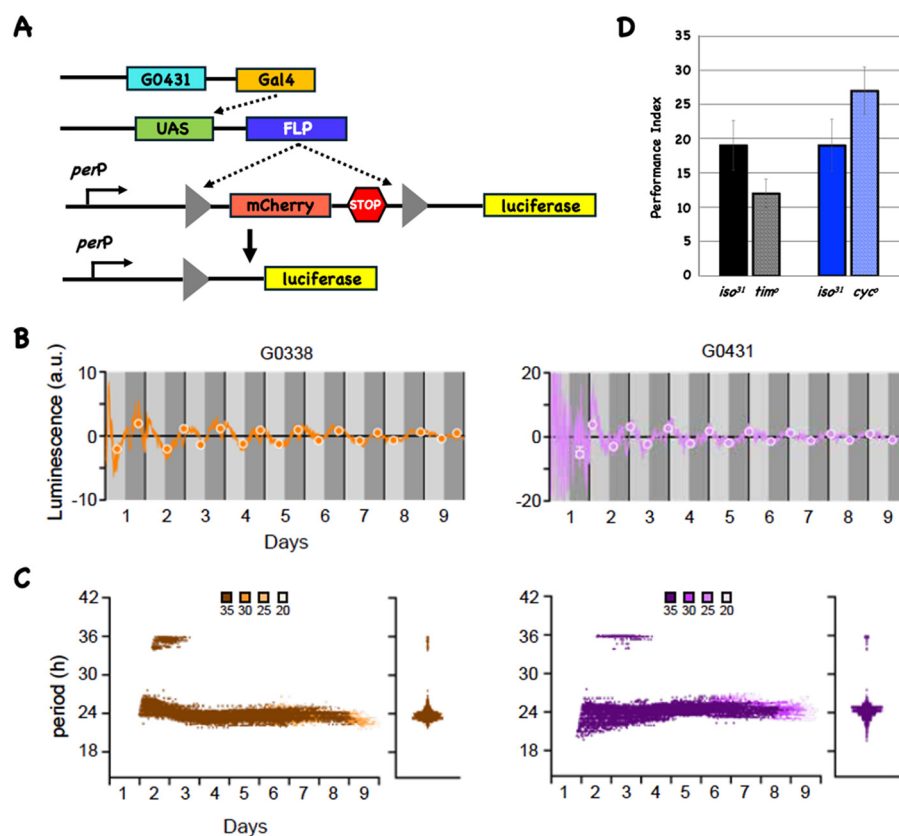 A
G0431
Gal4
UAS
FLP
perP
mCherry
STOP
luciferase
perP
luciferase
D
Performance Index
35
30
25
20
15
10
5
0
iso31
timo
iso31
cyco
B
G0338
Luminescence (a.u.)
10
0
-10
1 2 3 4 5 6 7 8 9
Days
G0431
20
0
-20
1 2 3 4 5 6 7 8 9
C
period (h)
42
36
30
24
18
35 30 25 20
1 2 3 4 5 6 7 8 9
Days
42
36
30
24
18
35 30 25 20
1 2 3 4 5 6 7 8 9